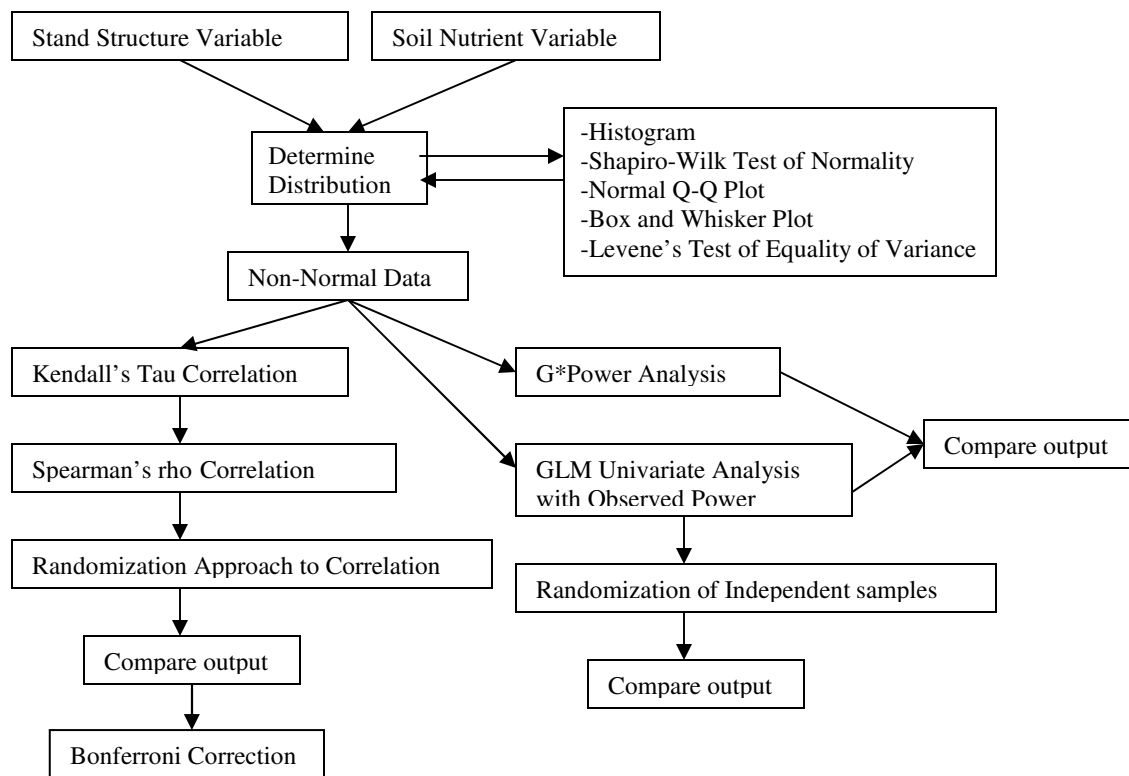 Stand Structure Variable
Soil Nutrient Variable
Determine
Distribution
-Histogram
-Shapiro-Wilk Test of Normality
-Normal Q-Q Plot
-Box and Whisker Plot
-Levene’s Test of Equality of Variance
Non-Normal Data
Kendall’s Tau Correlation
G*Power Analysis
Compare output
Spearman’s rho Correlation
GLM Univariate Analysis
with Observed Power
Randomization Approach to Correlation
Randomization of Independent samples
Compare output
Compare output
Bonferroni Correction